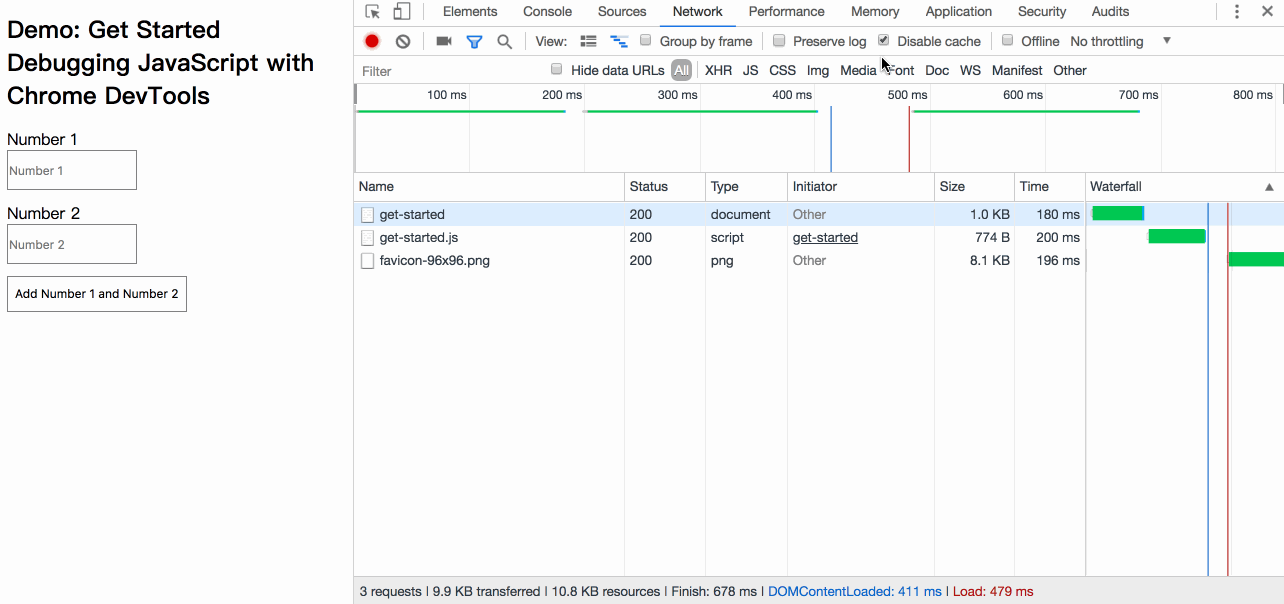 Demo: Get Started
Debugging JavaScript with
Chrome DevTools
Number 1
Number 1
Number 2
Number 2
Add Number 1 and Number 2
Elements Console Sources Network Performance Memory Application Security Audits
View: Group by frame Preserve log Disable cache Offline No throttling
Filter Hide data URLs All XHR JS CSS Img Media Font Doc WS Manifest Other
100 ms 200 ms 300 ms 400 ms 500 ms 600 ms 700 ms 800 ms
Name Status Type Initiator Size Time Waterfall
get-started 200 document Other 1.0 KB 180 ms
get-started.js 200 script get-started 774 B 200 ms
favicon-96x96.png 200 png Other 8.1 KB 196 ms
3 requests | 9.9 KB transferred | 10.8 KB resources | Finish: 678 ms | DOMContentLoaded: 411 ms | Load: 479 ms